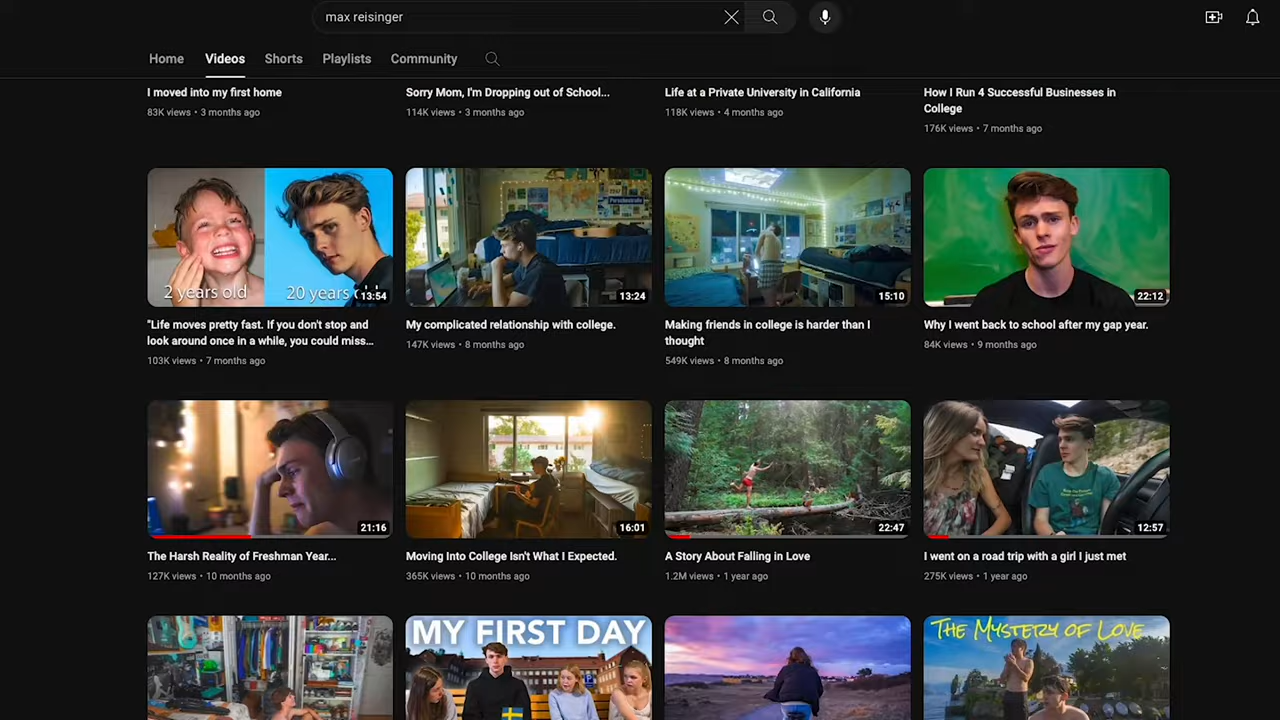 max reisinger
Home Videos Shorts Playlists Community
I moved into my first home
83K views • 3 months ago
Sorry Mom, I'm Dropping out of School...
114K views • 3 months ago
Life at a Private University in California
118K views • 4 months ago
How I Run 4 Successful Businesses in
College
176K views • 7 months ago
2 years old
20 years
13:54
Porschestraße
13:24
15:10
22:12
"Life moves pretty fast. If you don't stop and
look around once in a while, you could miss...
103K views • 7 months ago
My complicated relationship with college.
147K views • 8 months ago
Making friends in college is harder than I
thought
549K views • 8 months ago
Why I went back to school after my gap year.
84K views • 9 months ago
21:16
16:01
22:47
12:57
The Harsh Reality of Freshman Year...
127K views • 10 months ago
Moving Into College Isn't What I Expected.
365K views • 10 months ago
A Story About Falling in Love
1.2M views • 1 year ago
I went on a road trip with a girl I just met
275K views • 1 year ago
MY FIRST DAY
THE MYSTERY OF LOVE